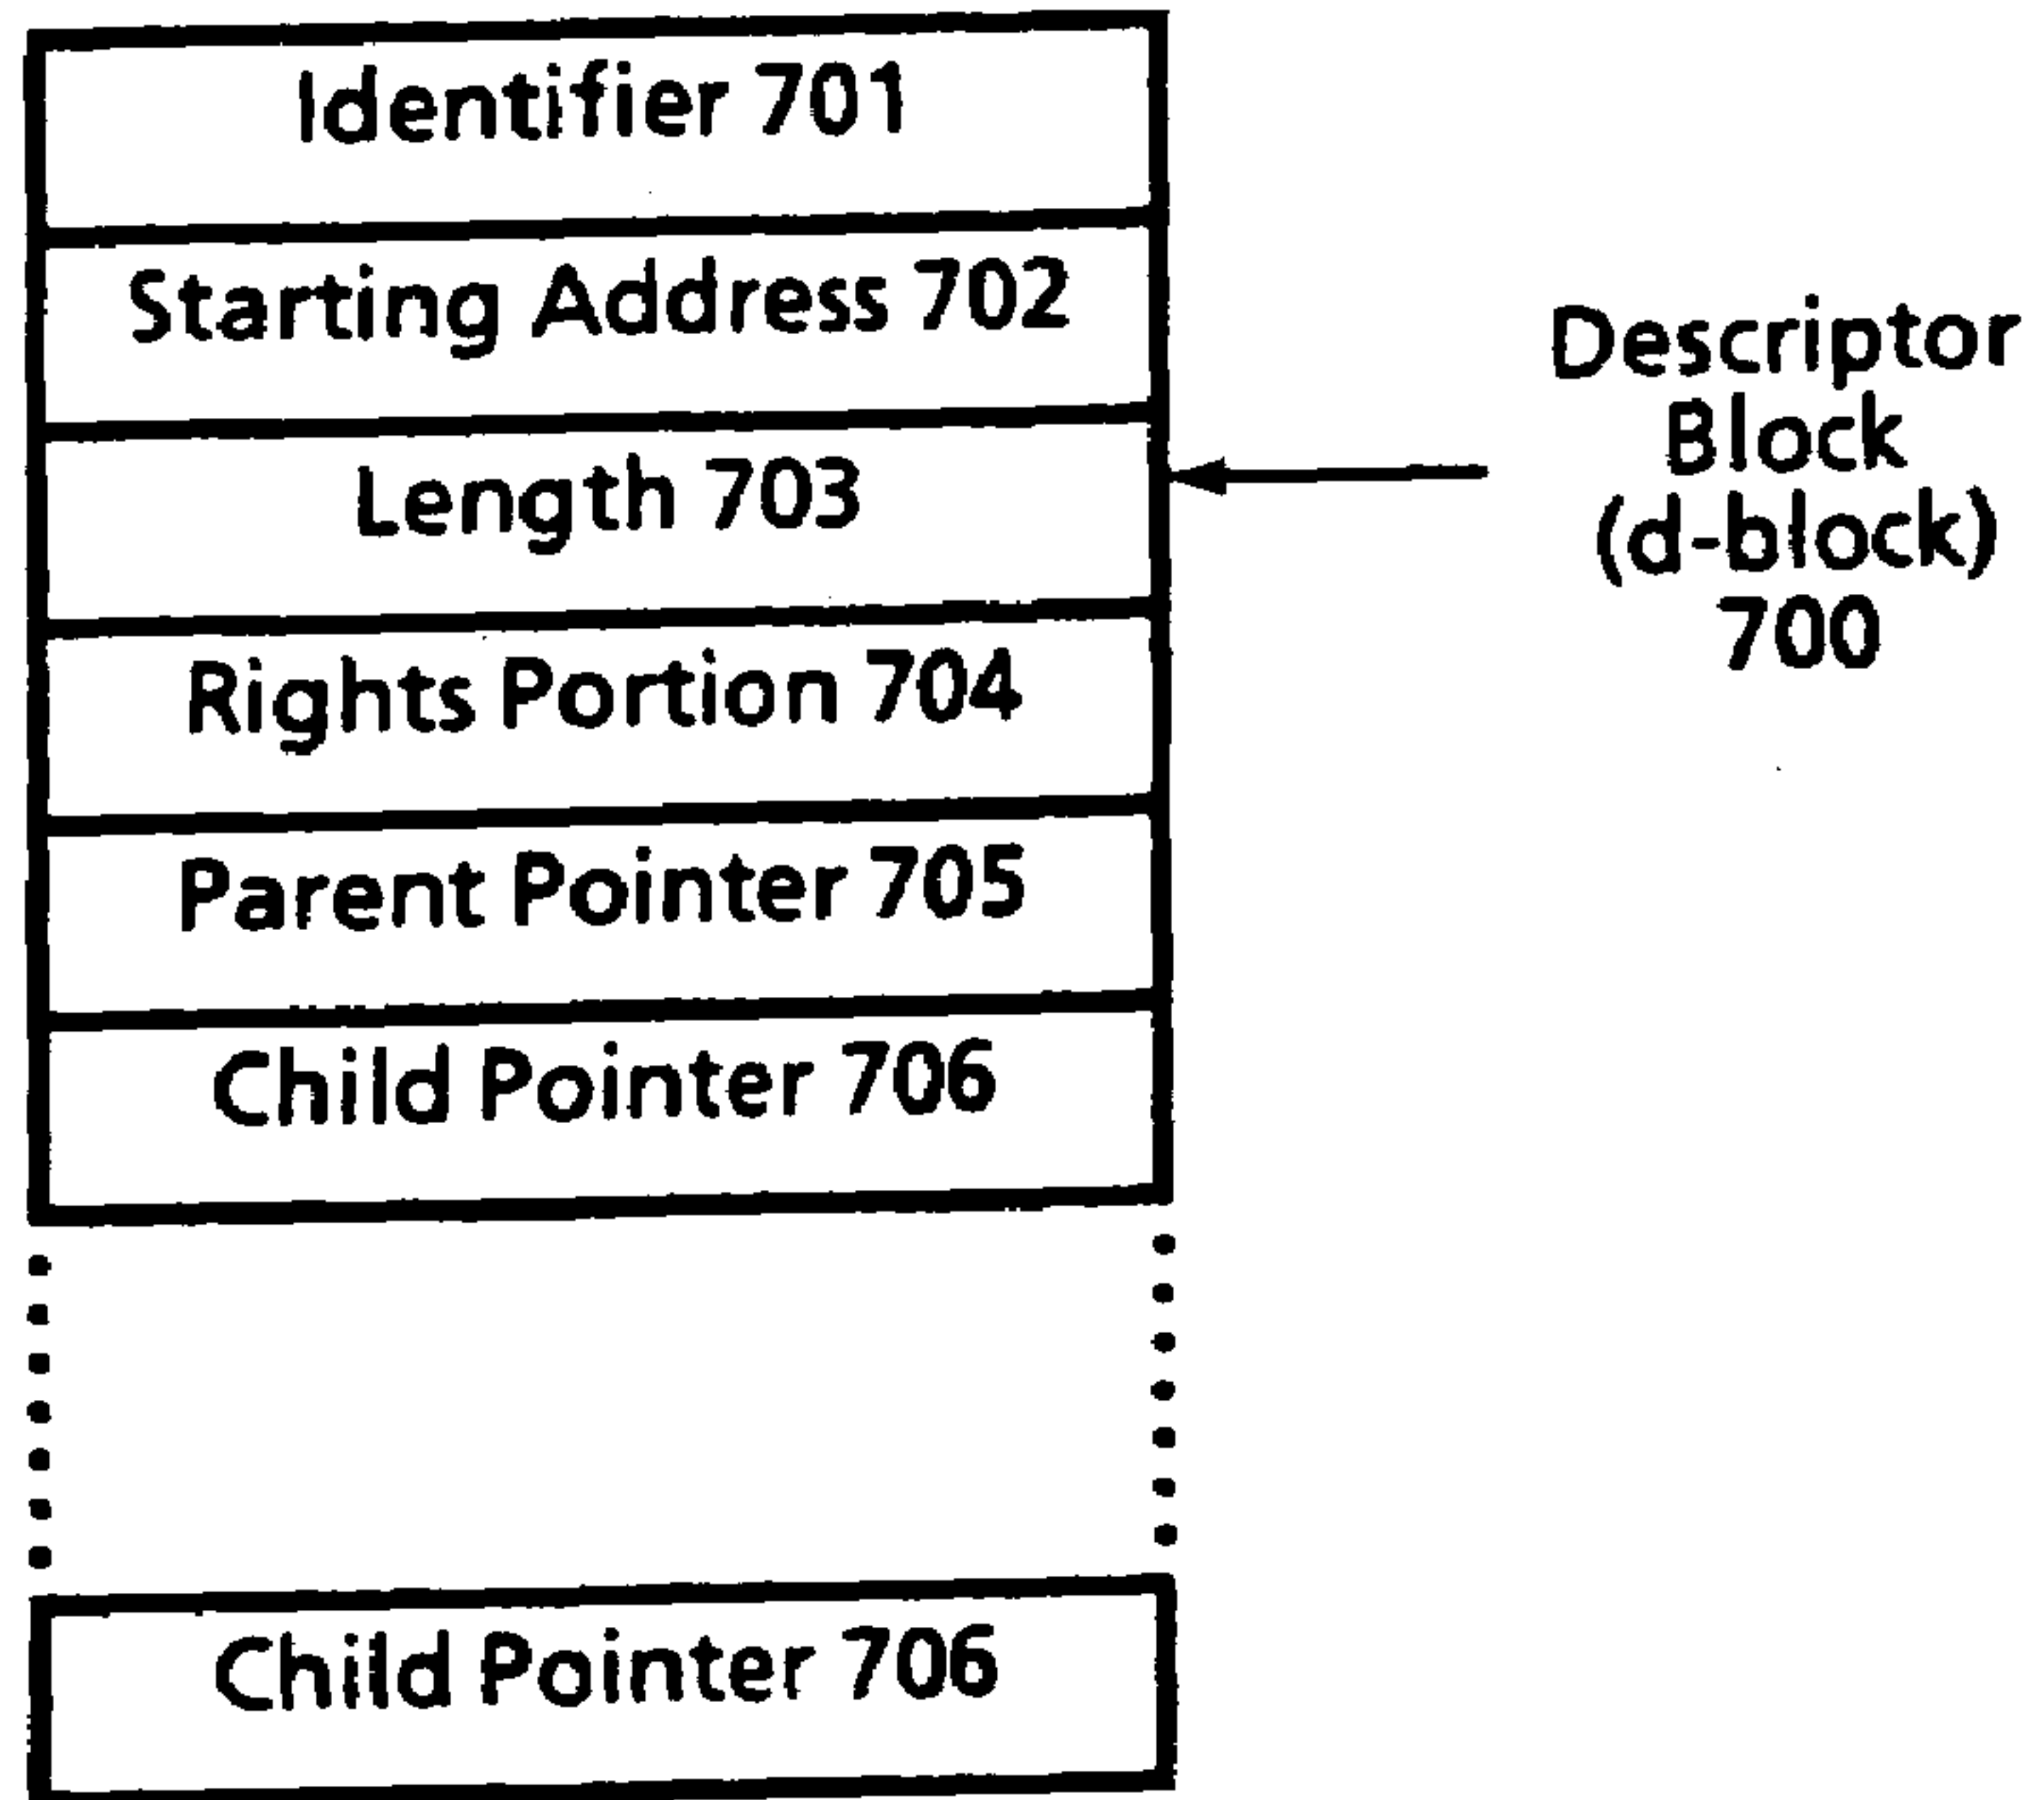 Identifier 701
Starting Address 702
Length 703
Rights Portion 704
Parent Pointer 705
Child Pointer 706
Child Pointer 706
Descriptor
Block
(d-block)
700